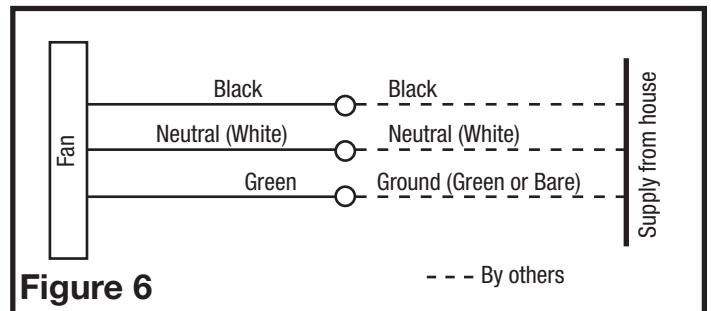 Black
Black
Neutral (White)
Neutral (White)
Green
Ground (Green or Bare)
Fan
Supply from house
- - - By others
Figure 6